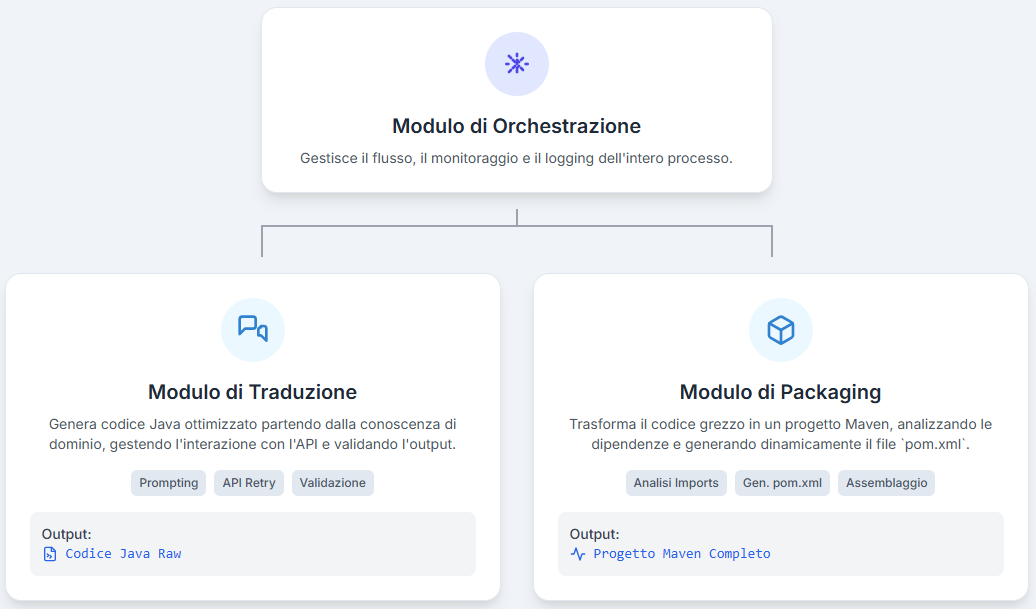 Modulo di Orchestrazione
Gestisce il flusso, il monitoraggio e il logging dell'intero processo.
Modulo di Traduzione
Genera codice Java ottimizzato partendo dalla conoscenza di
dominio, gestendo l'interazione con l'API e validando l'output.
Prompting
API Retry
Validazione
Output:
Codice Java Raw
Modulo di Packaging
Trasforma il codice grezzo in un progetto Maven, analizzando le
dipendenze e generando dinamicamente il file `pom.xml`.
Analisi Imports
Gen. pom.xml
Assemblaggio
Output:
Progetto Maven Completo